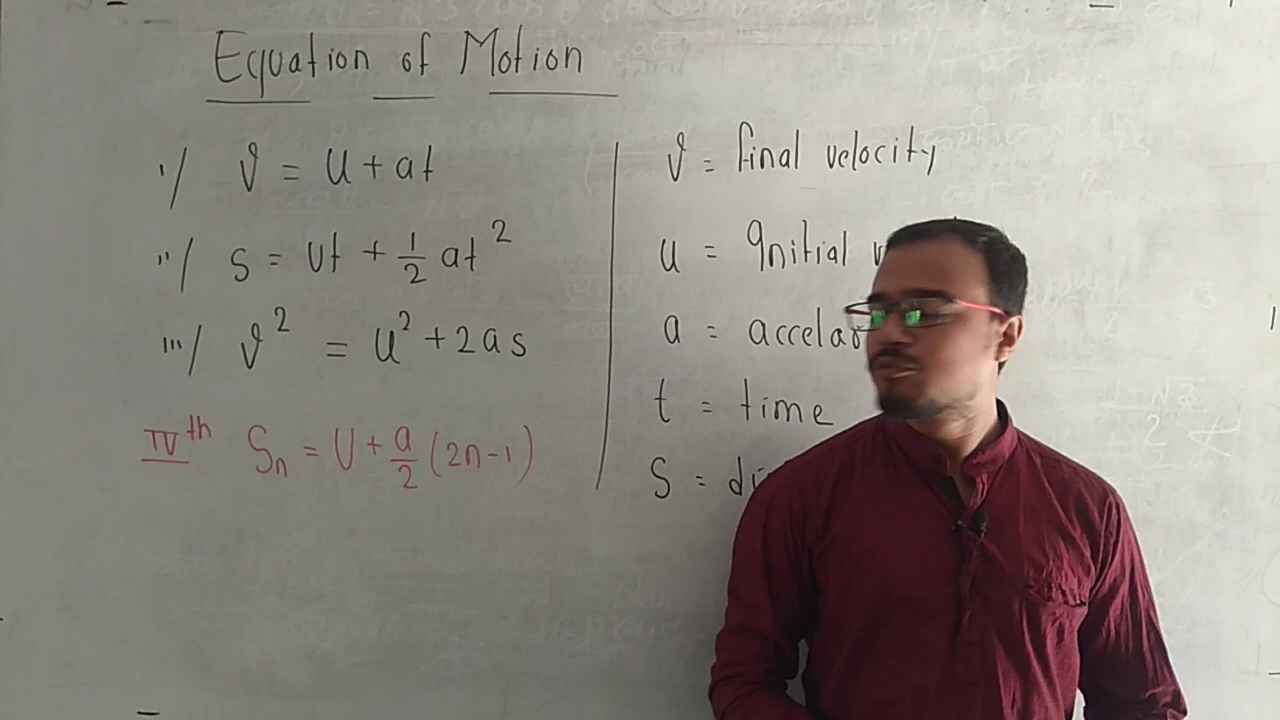 Equation of Motion
i/ v = u + at
ii/ s = ut + 1/2 at²
iii/ v² = u² + 2as
IVth Sn = U + a/2 (2n-1)
v = final velocity
u = Initial
a = accelar
t = time
S =